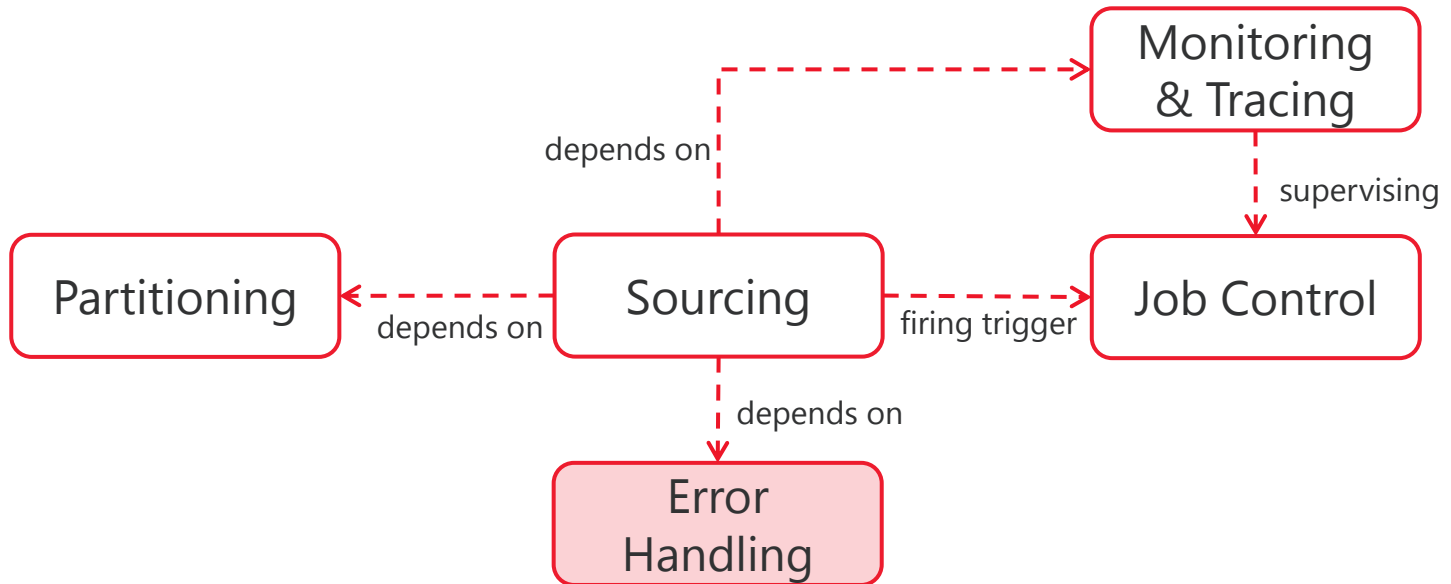 Monitoring
& Tracing
depends on
supervising
Partitioning
Sourcing
Job Control
depends on
firing trigger
depends on
Error
Handling